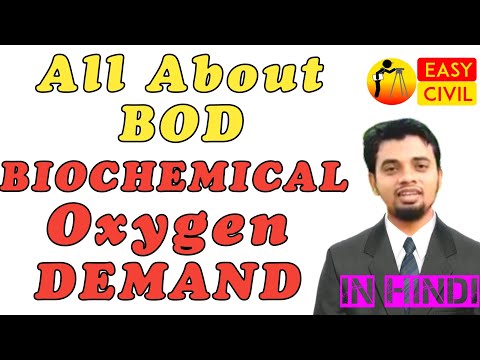 All About
BOD
BIOCHEMICAL
Oxygen
DEMAND
EASY
CIVIL
IN HINDI